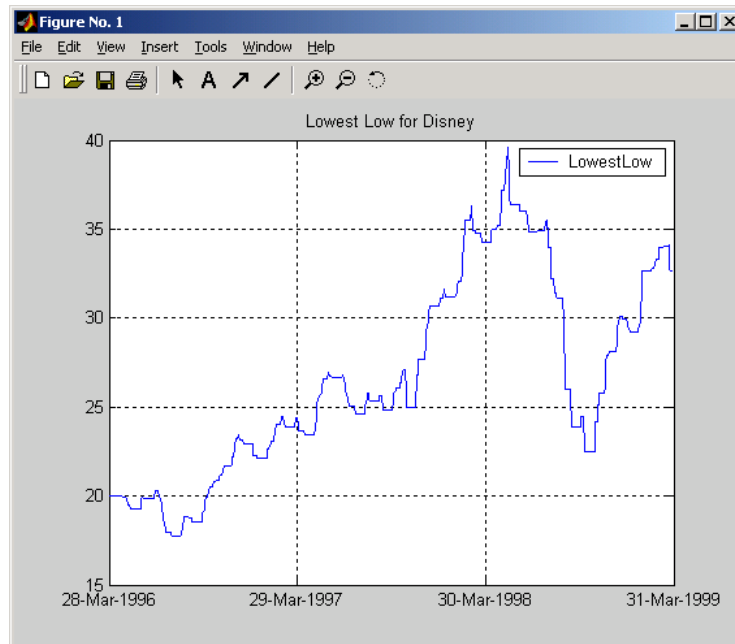 Figure No. 1
File Edit View Insert Tools Window Help
A
Lowest Low for Disney
40
LowestLow
35
30
25
20
15
28-Mar-1996 29-Mar-1997 30-Mar-1998 31-Mar-1999